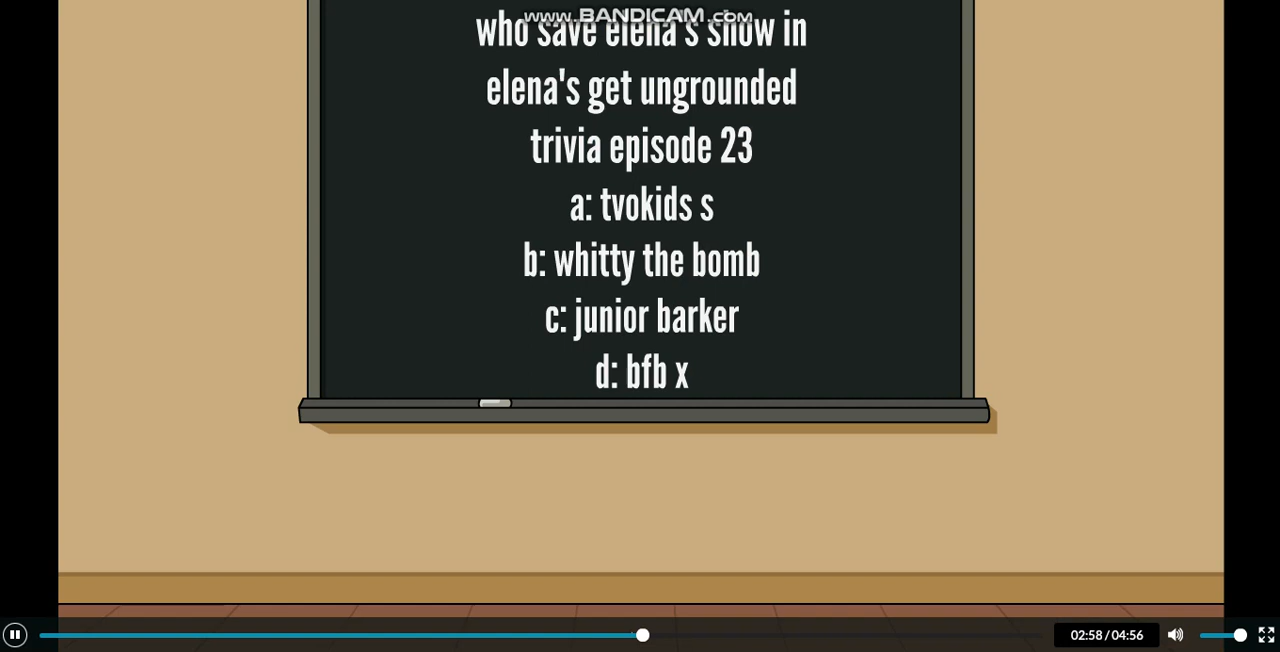 www.BANDICAM.com
who save elena's show in
elena's get ungrounded
trivia episode 23
a: tvokids s
b: whitty the bomb
c: junior barker
d: bfb x
02:58 / 04:56